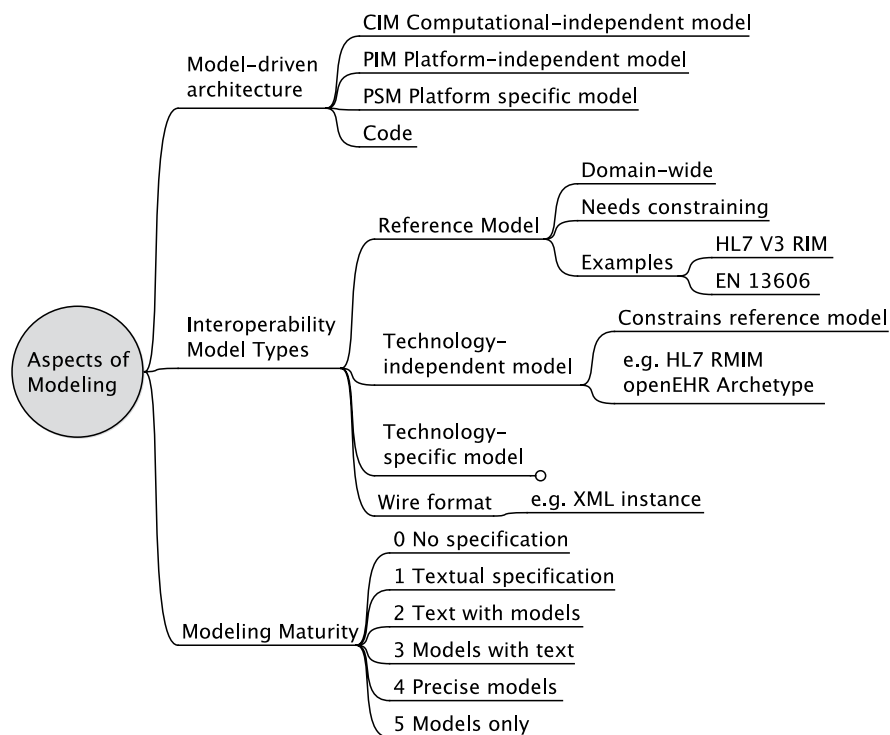 Aspects of
Modeling
Model-driven
architecture
CIM Computational-independent model
PIM Platform-independent model
PSM Platform specific model
Code
Interoperability
Model Types
Reference Model
Domain-wide
Needs constraining
Examples
HL7 V3 RIM
EN 13606
Technology-
independent model
Constrains reference model
e.g. HL7 RMIM
openEHR Archetype
Technology-
specific model
Wire format
e.g. XML instance
Modeling Maturity
0 No specification
1 Textual specification
2 Text with models
3 Models with text
4 Precise models
5 Models only